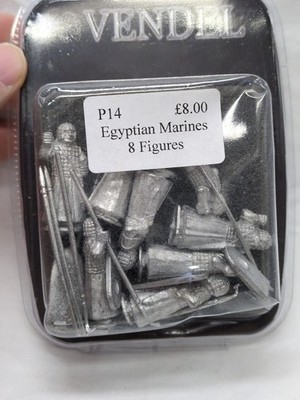 VENDEL
P14 £8.00
Egyptian Marines
8 Figures